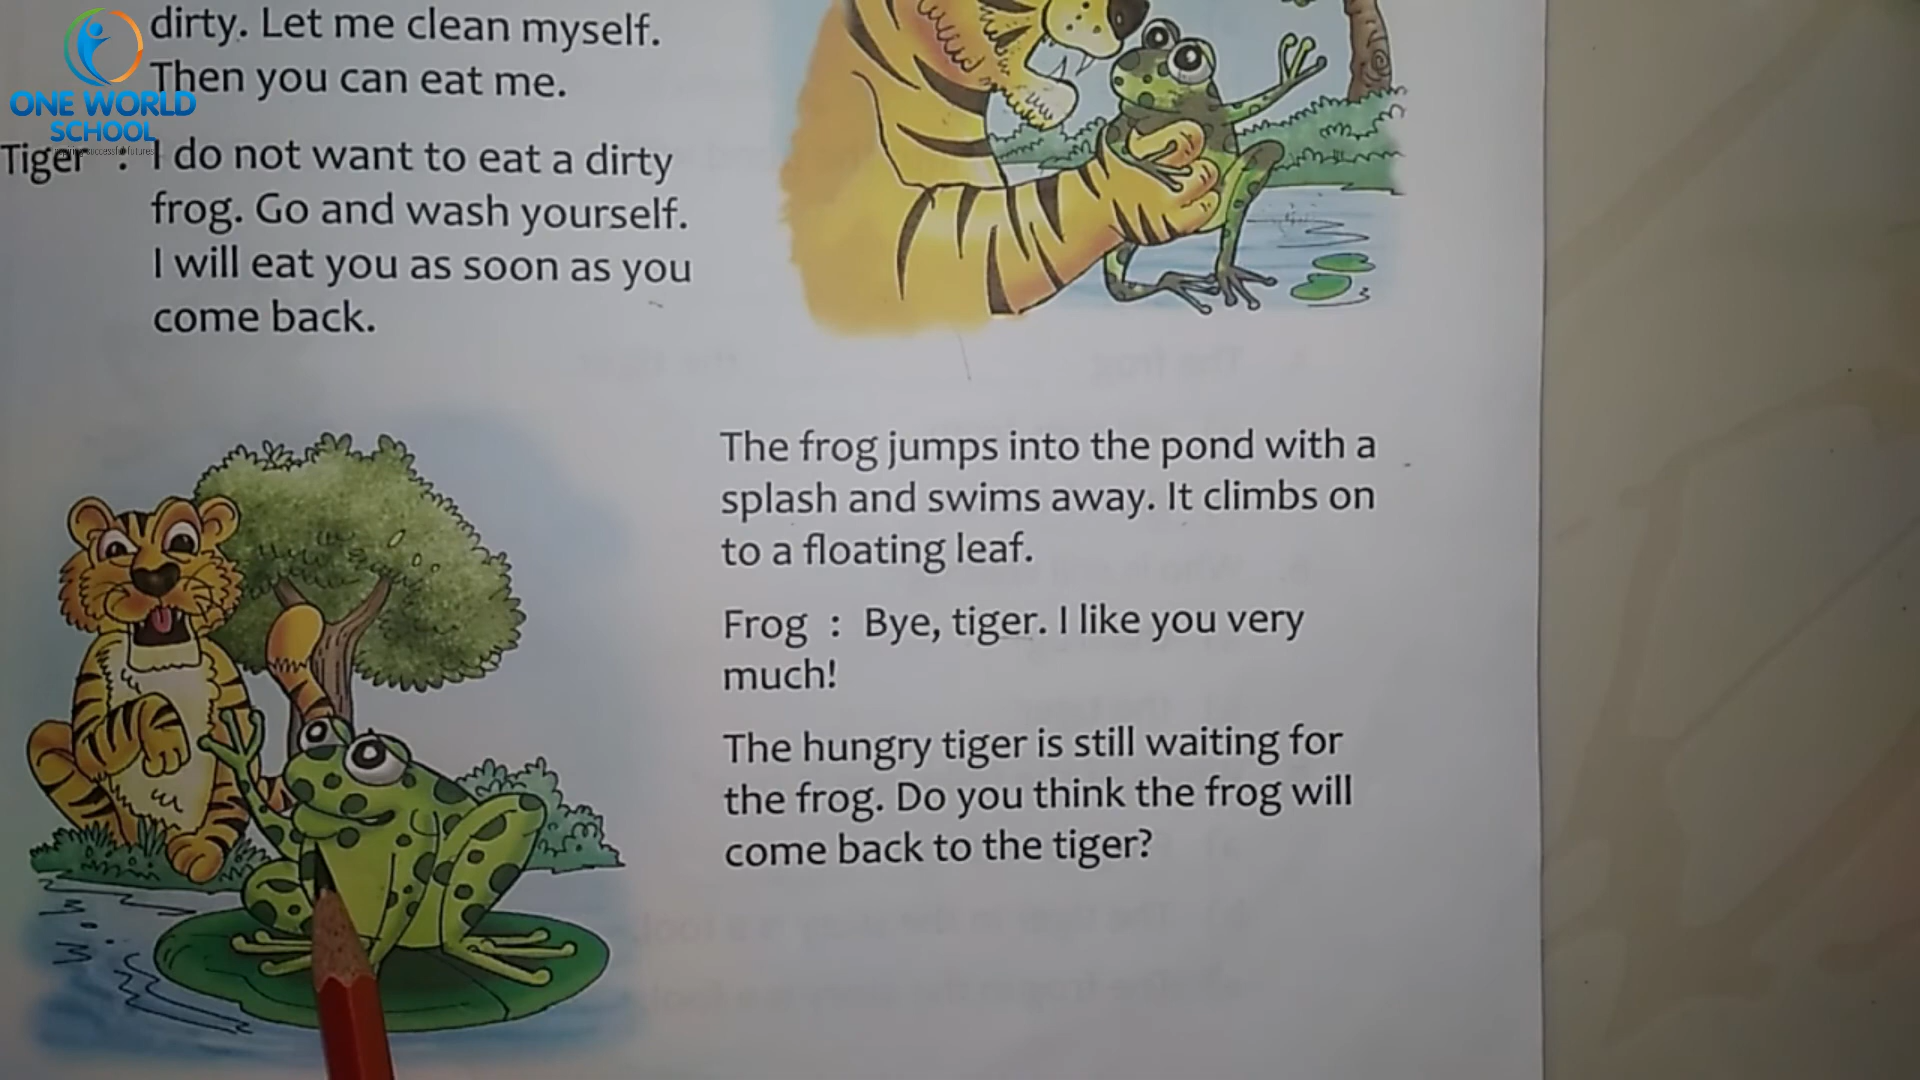 ONE WORLD
SCHOOL
dirty. Let me clean myself.
Then you can eat me.
Tiger : I do not want to eat a dirty
frog. Go and wash yourself.
I will eat you as soon as you
come back.
The frog jumps into the pond with a
splash and swims away. It climbs on
to a floating leaf.
Frog : Bye, tiger. I like you very
much!
The hungry tiger is still waiting for
the frog. Do you think the frog will
come back to the tiger?